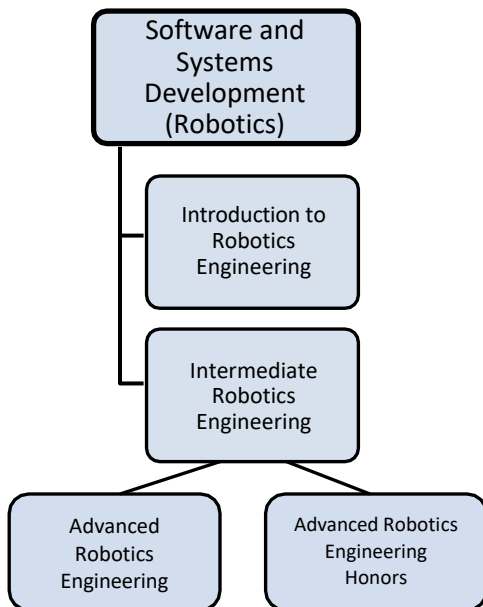 Software and
Systems
Development
(Robotics)
Introduction to
Robotics
Engineering
Intermediate
Robotics
Engineering
Advanced
Robotics
Engineering
Advanced Robotics
Engineering
Honors